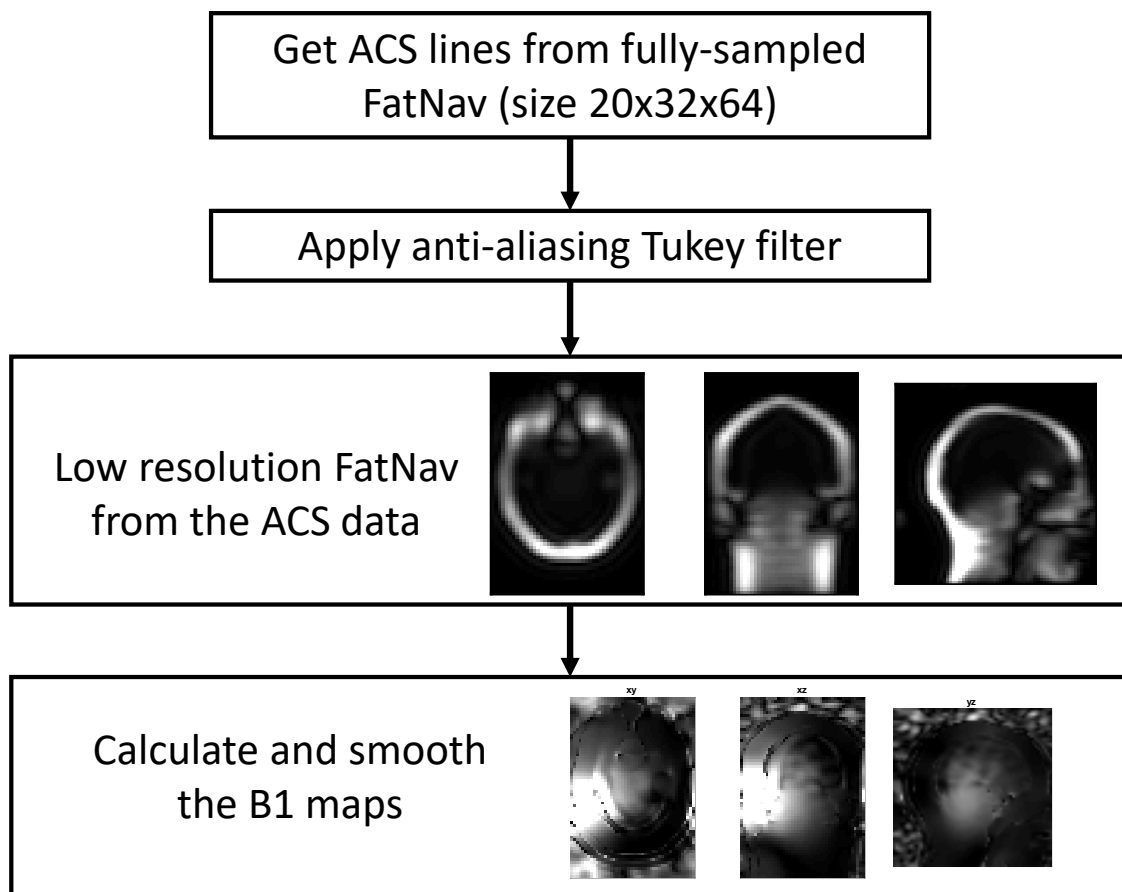 Get ACS lines from fully-sampled
FatNav (size 20x32x64)
Apply anti-aliasing Tukey filter
Low resolution FatNav
from the ACS data
Calculate and smooth
the B1 maps
xy
xz
yz